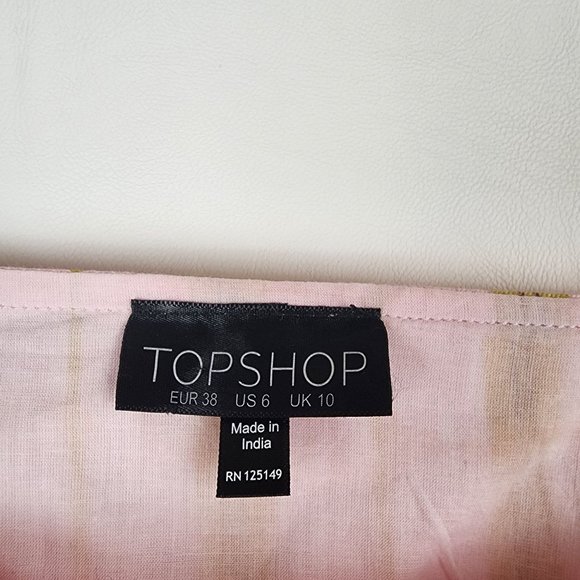 TOPSHOP
EUR 38 US 6 UK 10
Made in
India
RN 125149